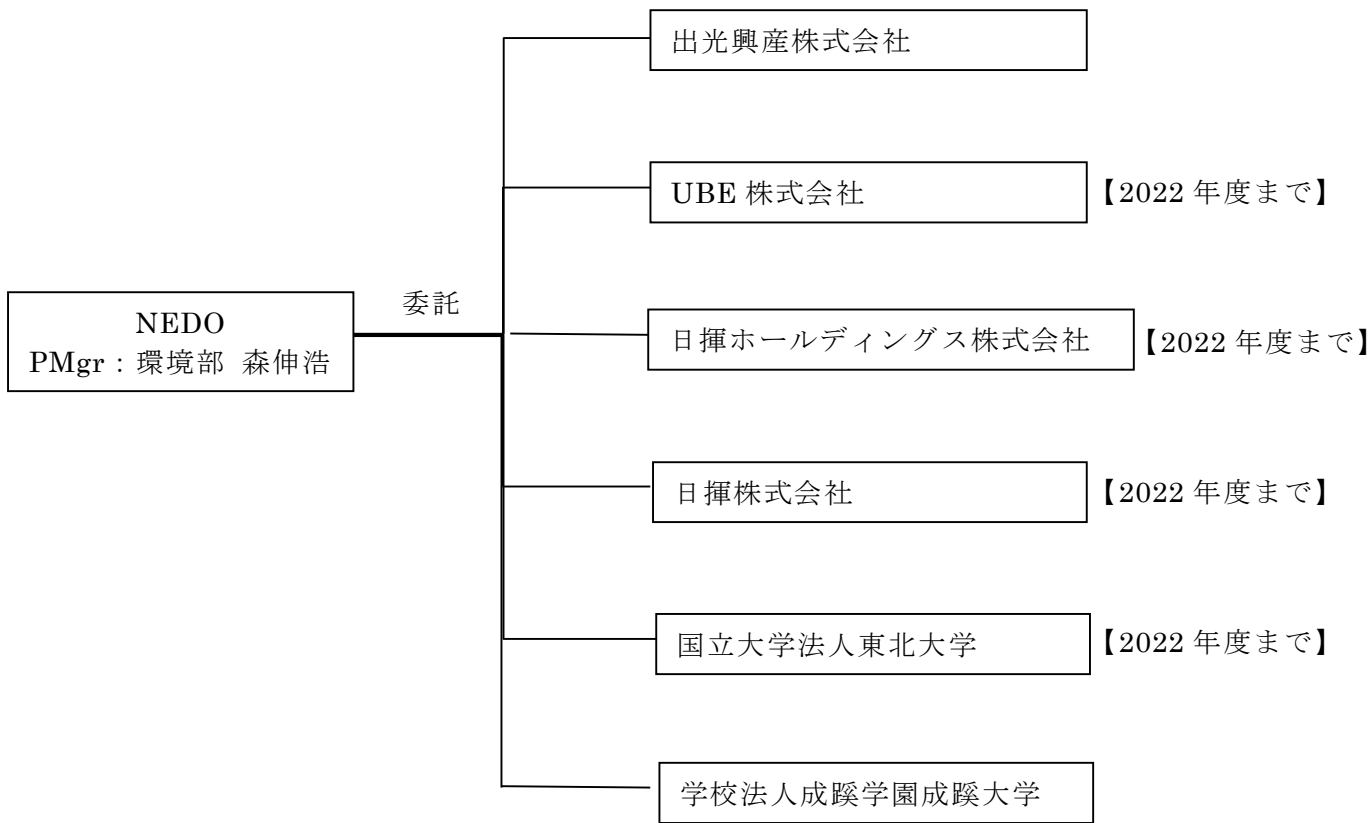 出光興産株式会社
UBE 株式会社
【2022 年度まで】
委託
NEDO
PMgr：環境部 森伸浩
日揮ホールディングス株式会社
【2022 年度まで】
日揮株式会社
【2022 年度まで】
国立大学法人東北大学
【2022 年度まで】
学校法人成蹊学園成蹊大学